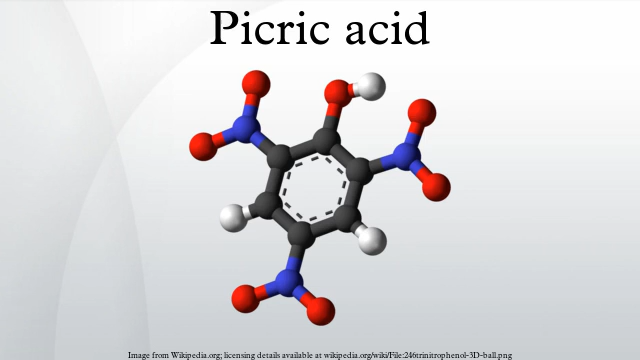 Picric acid
Image from Wikipedia.org; licensing details available at wikipedia.org/wiki/File:246trinitrophenol-3D-ball.png